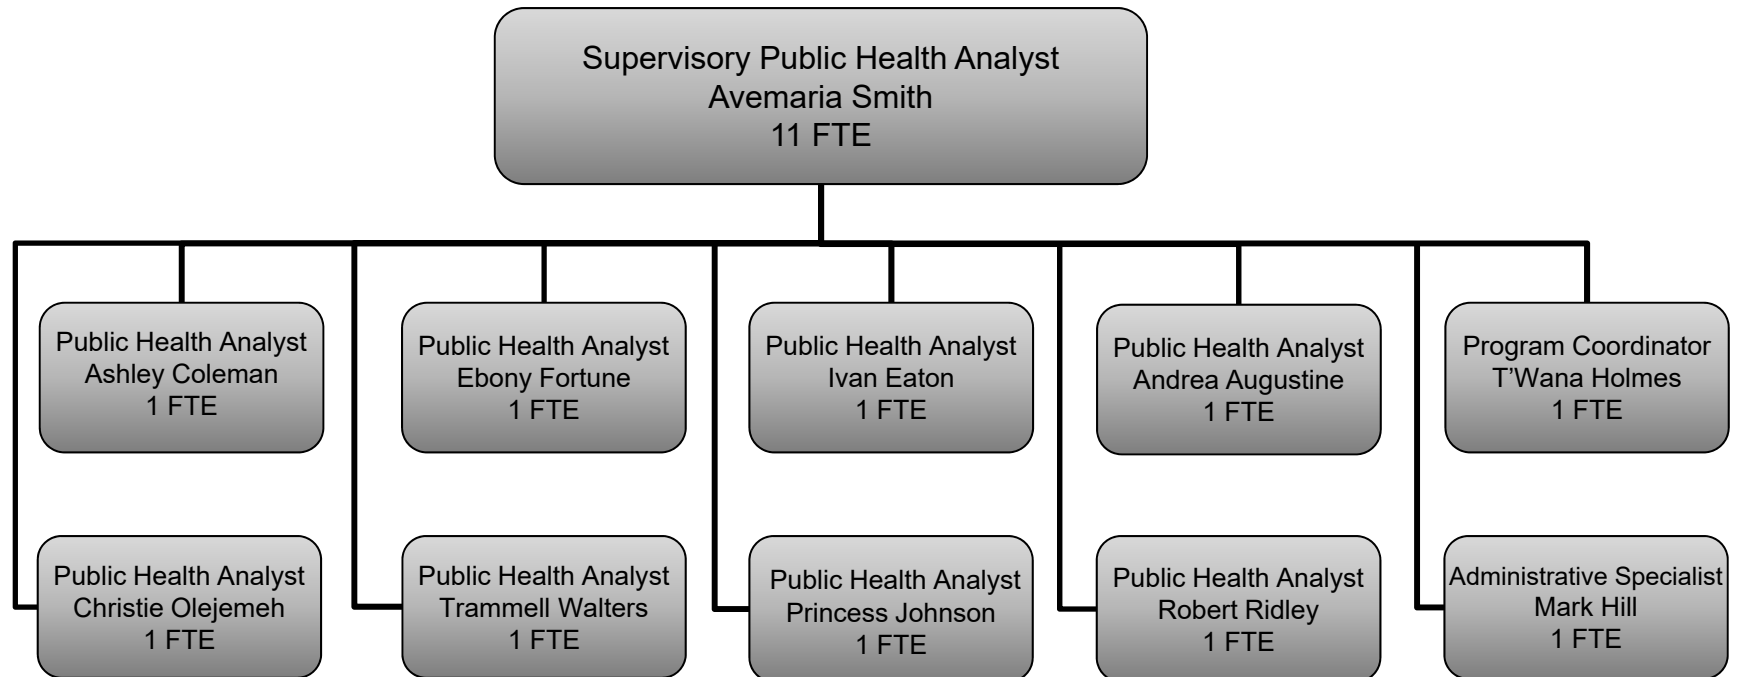 Supervisory Public Health Analyst
Avemaria Smith
11 FTE
Public Health Analyst
Ashley Coleman
1 FTE
Public Health Analyst
Ebony Fortune
1 FTE
Public Health Analyst
Ivan Eaton
1 FTE
Public Health Analyst
Andrea Augustine
1 FTE
Program Coordinator
T’Wana Holmes
1 FTE
Public Health Analyst
Christie Olejemeh
1 FTE
Public Health Analyst
Trammell Walters
1 FTE
Public Health Analyst
Princess Johnson
1 FTE
Public Health Analyst
Robert Ridley
1 FTE
Administrative Specialist
Mark Hill
1 FTE